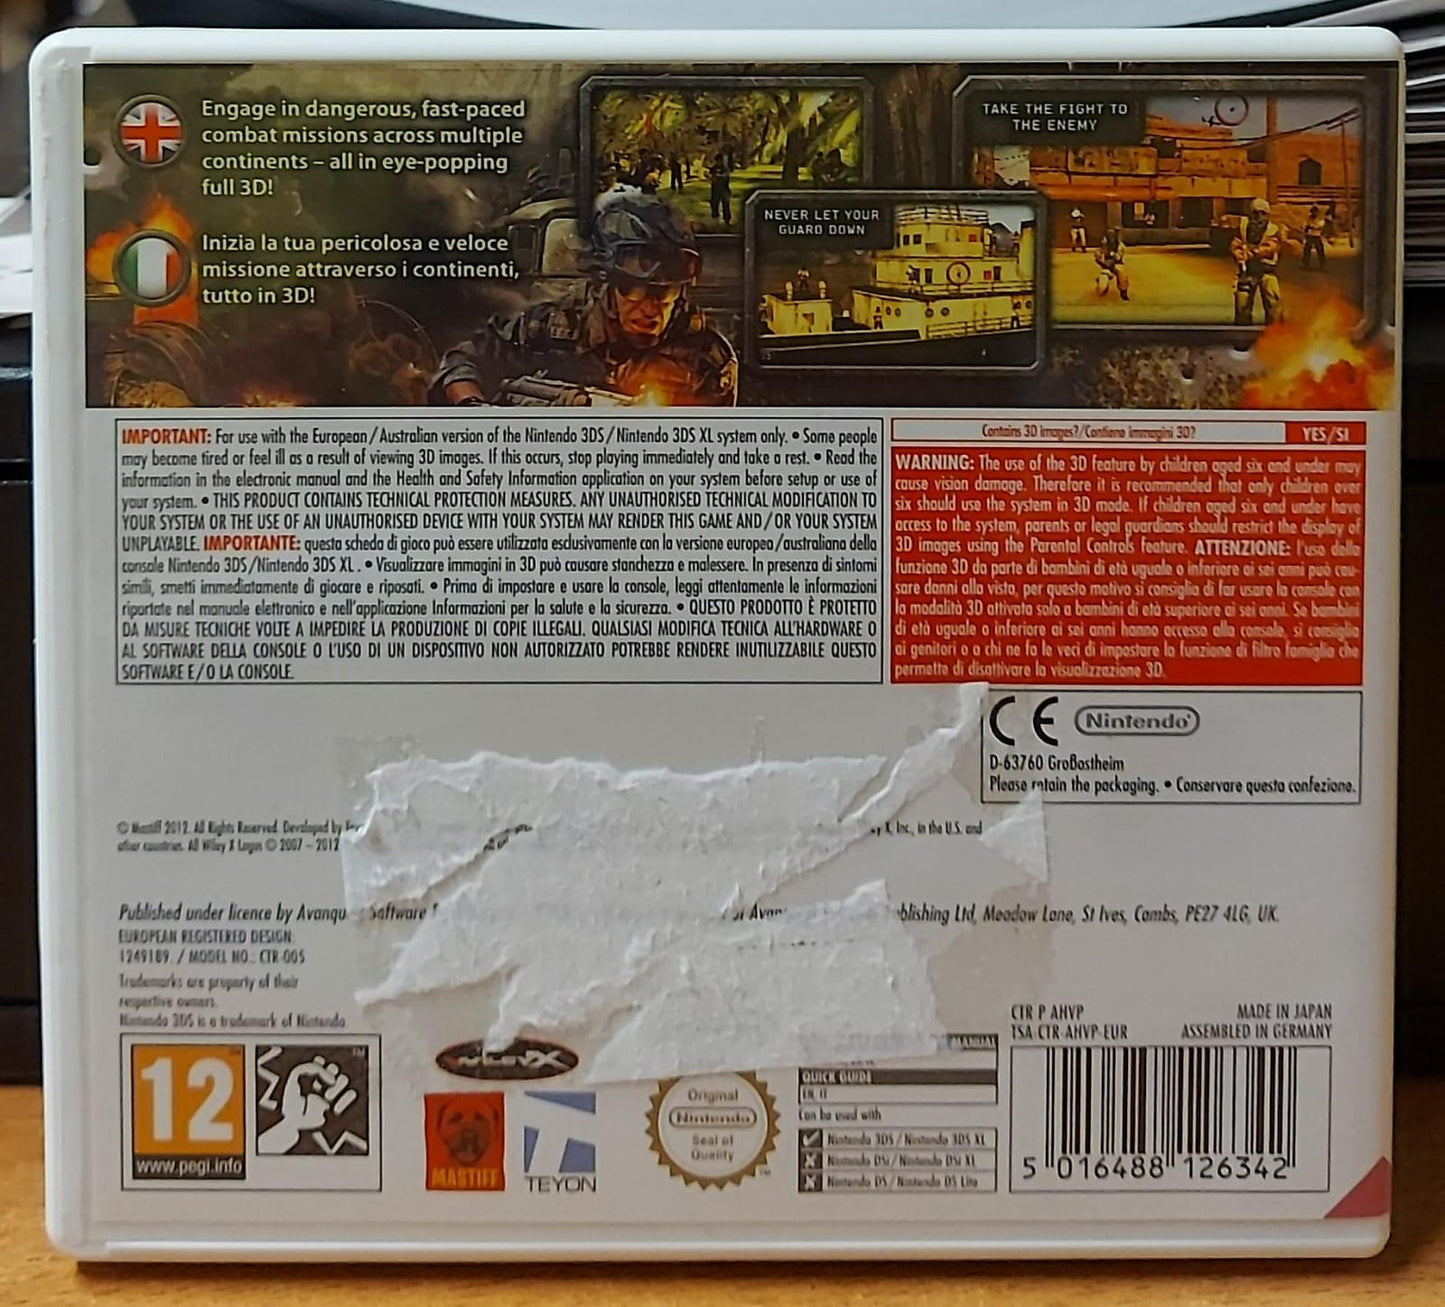 Engage in dangerous, fast-paced
combat missions across multiple
continents – all in eye-popping
full 3D!
Inizia la tua pericolosa e veloce
missione attraverso i continenti,
tutto in 3D!
TAKE THE FIGHT TO
THE ENEMY
NEVER LET YOUR
GUARD DOWN
IMPORTANT: For use with the European/Australian version of the Nintendo 3DS/Nintendo 3DS XL system only. • Some people
may become tired or feel ill as a result of viewing 3D images. If this occurs, stop playing immediately and take a rest. • Read the
information in the electronic manual and the Health and Safety Information application on your system before setup or use of
your system. • THIS PRODUCT CONTAINS TECHNICAL PROTECTION MEASURES. ANY UNAUTHORISED TECHNICAL MODIFICATION TO
YOUR SYSTEM OR THE USE OF AN UNAUTHORISED DEVICE WITH YOUR SYSTEM MAY RENDER THIS GAME AND/OR YOUR SYSTEM
UNPLAYABLE. IMPORTANTE: questa scheda di gioco può essere utilizzata esclusivamente con la versione europea/australiana della
console Nintendo 3DS/Nintendo 3DS XL. • Visualizzare immagini in 3D può causare stanchezza e malessere. In presenza di sintomi
simili, smetti immediatamente di giocare e riposati. • Prima di impostare e usare la console, leggi attentamente le informazioni
riportate nel manuale elettronico e nell'applicazione Informazioni per la salute e la sicurezza. • QUESTO PRODOTTO È PROTETTO
DA MISURE TECNICHE VOLTE A IMPEDIRE LA PRODUZIONE DI COPIE ILLEGALI. QUALSIASI MODIFICA TECNICA ALL'HARDWARE O
AL SOFTWARE DELLA CONSOLE O L'USO DI UN DISPOSITIVO NON AUTORIZZATO POTREBBE RENDERE INUTILIZZABILE QUESTO
SOFTWARE E/O LA CONSOLE.
Contains 3D images?/Contiene immagini 3D? YES/SI
WARNING: The use of the 3D feature by children aged six and under may
cause vision damage. Therefore it is recommended that only children over
six should use the system in 3D mode. If children aged six and under have
access to the system, parents or legal guardians should restrict the display of
3D images using the Parental Controls feature. ATTENZIONE: l'uso della
funzione 3D da parte di bambini di età uguale o inferiore ai sei anni può cau-
sare danni alla vista, per questo motivo si consiglia di far usare la console con
la modalità 3D attivata solo a bambini di età superiore ai sei anni. Se bambini
di età uguale o inferiore ai sei anni hanno accesso alla console, si consiglia
ai genitori o a chi ne fa le veci di impostare la funzione di filtro famiglia che
permette di disattivare la visualizzazione 3D.
CE Nintendo
D-63760 Großostheim
Please retain the packaging. • Conservare questa confezione.
© Mastiff 2012. All Rights Reserved. Developed by
X, Inc., in the U.S. and
other countries. All Wiley X Logos © 2007 – 2012
Published under licence by Avanqu Software of Avan blishing Ltd, Meadow Lane, St Ives, Cambs, PE27 4LG, UK.
EUROPEAN REGISTERED DESIGN:
1249189. / MODEL NO.: CTR-005
Trademarks are property of their
respective owners.
Nintendo 3DS is a trademark of Nintendo
CTR P AHVP MADE IN JAPAN
TSA-CTR-AHVP-EUR ASSEMBLED IN GERMANY
12
www.pegi.info
MASTIFF
TEYON
Original
Nintendo
Seal of
Quality
MANUAL
QUICK GUIDE
EN, IT
Can be used with
Nintendo 3DS / Nintendo 3DS XL
Nintendo DSi / Nintendo DSi XL
Nintendo DS / Nintendo DS Lite
5 016488 126342